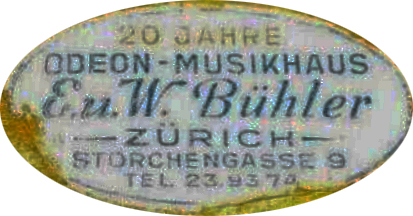 20 JAHRE
ODEON-MUSIKHAUS
E.u.W. Bühler
—ZÜRICH—
STORCHENGASSE 9
TEL. 23 93 74